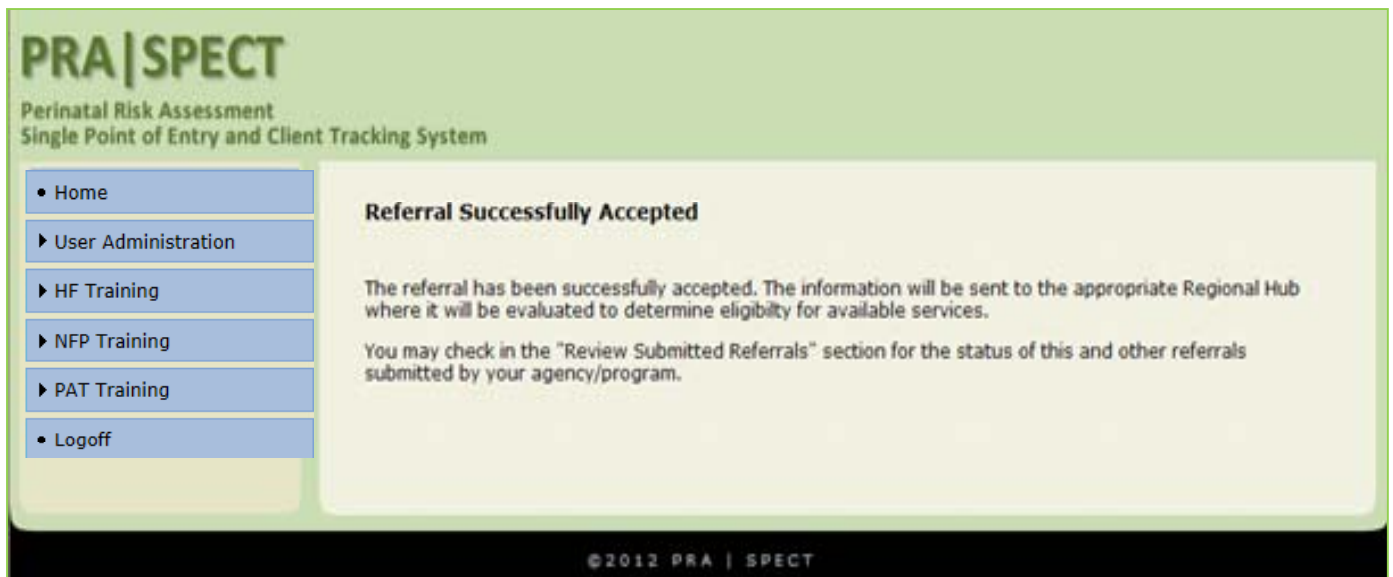 PRA|SPECT
Perinatal Risk Assessment
Single Point of Entry and Client Tracking System
Home
User Administration
HF Training
NFP Training
PAT Training
Logoff
Referral Successfully Accepted
The referral has been successfully accepted. The information will be sent to the appropriate Regional Hub
where it will be evaluated to determine eligibilty for available services.
You may check in the "Review Submitted Referrals" section for the status of this and other referrals
submitted by your agency/program.
©2012 PRA | SPECT